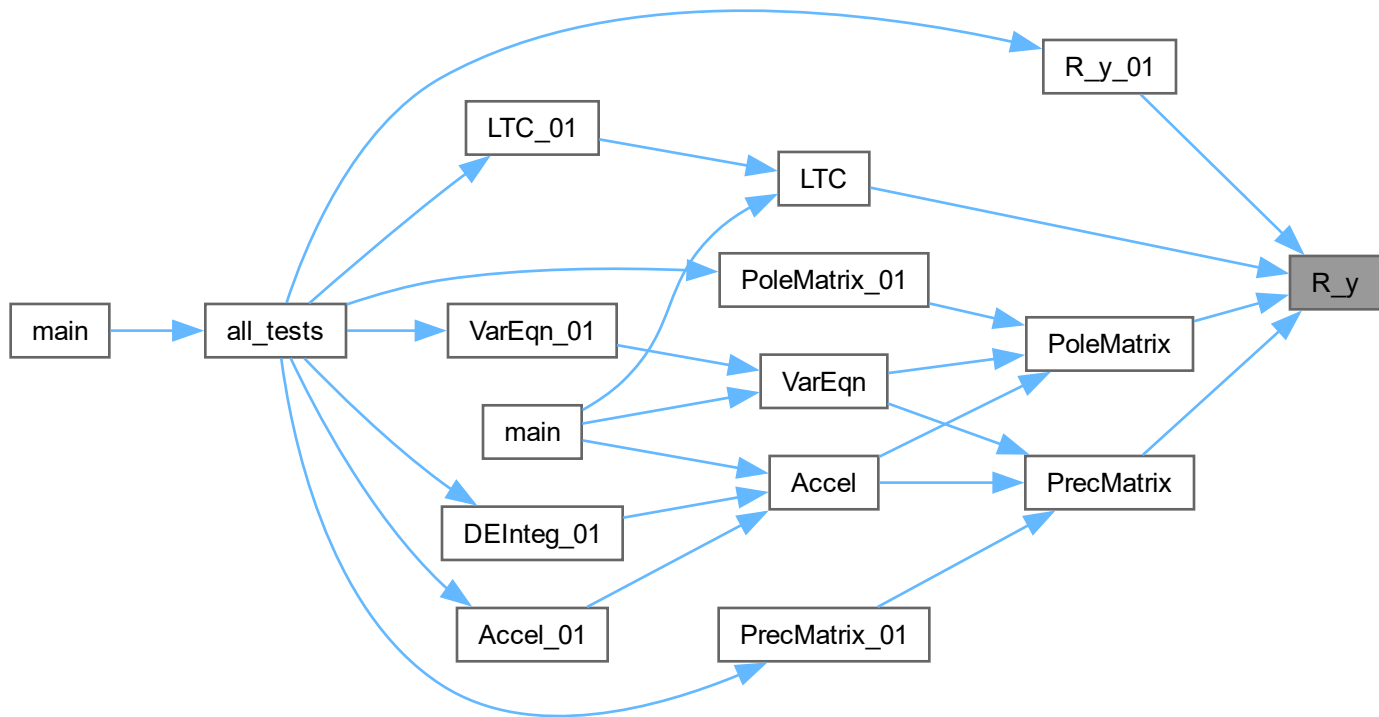 R_y_01
LTC_01
LTC
PoleMatrix_01
R_y
main
all_tests
VarEqn_01
PoleMatrix
VarEqn
main
Accel
PrecMatrix
DEInteg_01
Accel_01
PrecMatrix_01